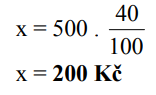 x = 500 . 40/100
x = 200 Kč